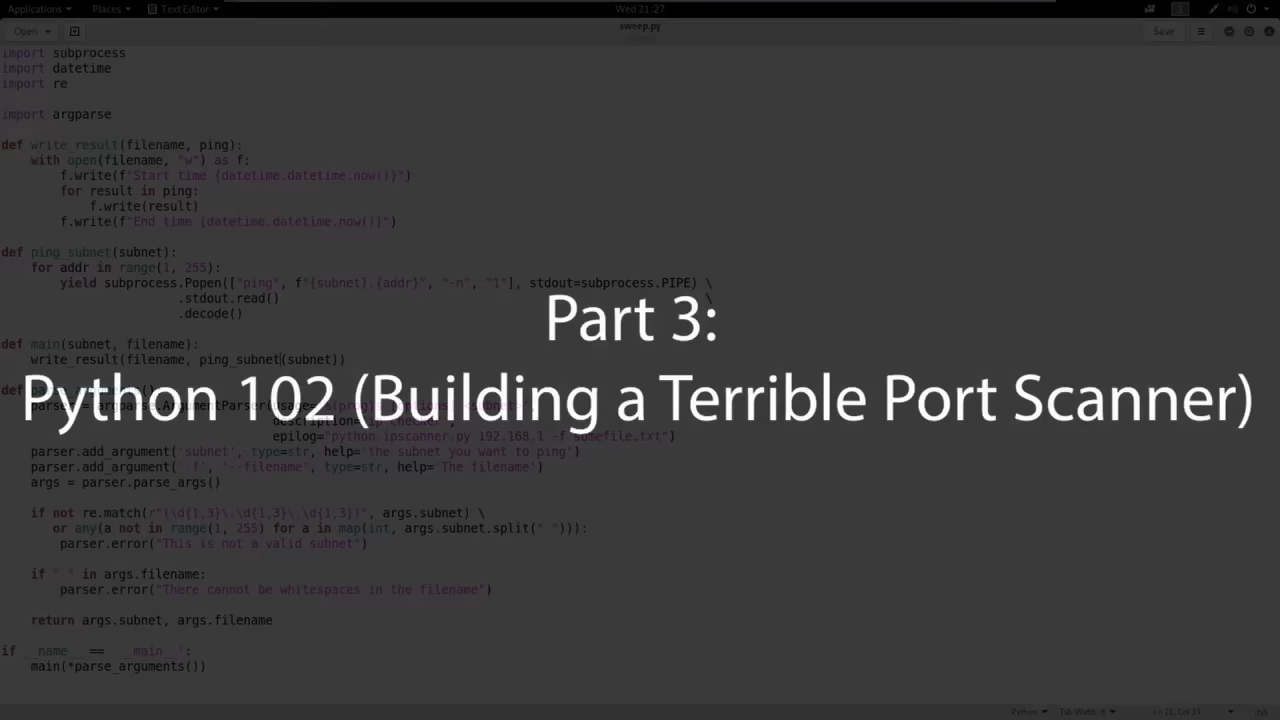 Applications Places Text Editor Wed 21:27
Open sweep.py Save
import subprocess
import datetime
import re
import argparse
def write_result(filename, ping):
with open(filename, "w") as f:
f.write(f"Start time {datetime.datetime.now()}")
for result in ping:
f.write(result)
f.write(f"End time {datetime.datetime.now()}")
def ping_subnet(subnet):
for addr in range(1, 255):
yield subprocess.Popen(["ping", f"{subnet}.{addr}", "-n", "1"], stdout=subprocess.PIPE) \
.stdout.read() \
.decode()
Part 3:
def main(subnet, filename):
write_result(filename, ping_subnet(subnet))
Python 102 (Building a Terrible Port Scanner)
parser = argparse.ArgumentParser(
epilog="python ipscanner.py 192.168.1 -f somefile.txt")
parser.add_argument('subnet', type=str, help='the subnet you want to ping')
parser.add_argument('-f', '--filename', type=str, help='The filename')
args = parser.parse_args()
if not re.match(r"(\d{1,3}\.\d{1,3}\.\d{1,3})", args.subnet) \
or any(a not in range(1, 255) for a in map(int, args.subnet.split("."))):
parser.error("This is not a valid subnet")
if " " in args.filename:
parser.error("There cannot be whitespaces in the filename")
return args.subnet, args.filename
if __name__ == '__main__':
main(*parse_arguments())
Python Tab Width: 8 Ln 21, Col 35 INS